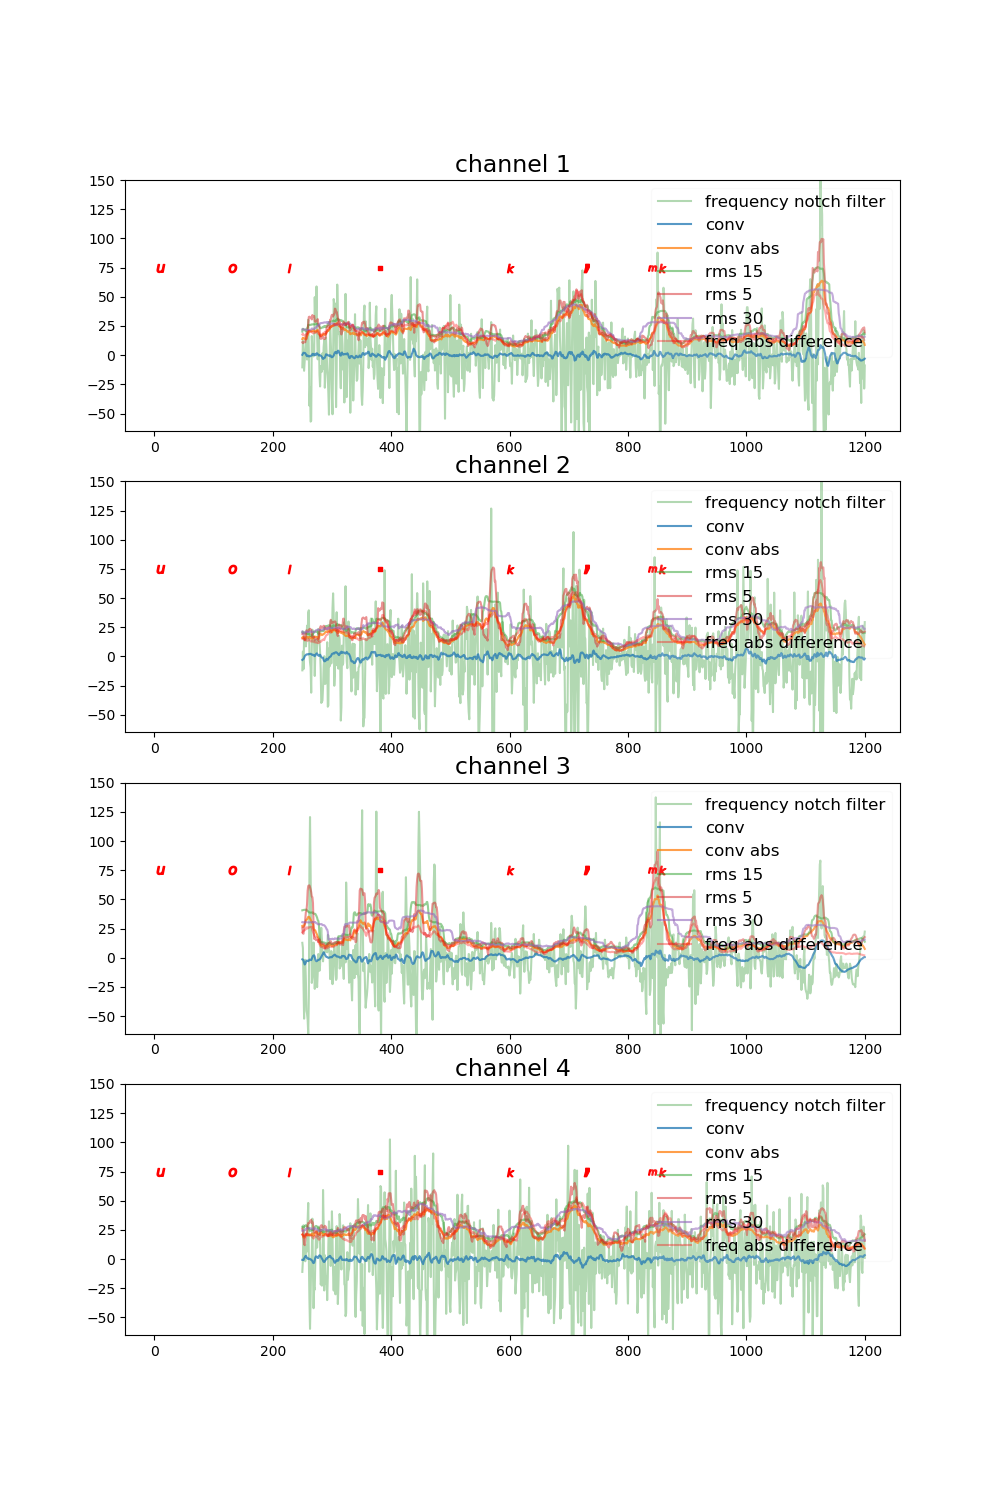 channel 1
150
125
100
75
50
25
0
−25
−50
frequency notch filter
conv
conv abs
rms 15
rms 5
rms 30
freq abs difference
u o l . k , m k
0 200 400 600 800 1000 1200
channel 2
150
125
100
75
50
25
0
−25
−50
frequency notch filter
conv
conv abs
rms 15
rms 5
rms 30
freq abs difference
u o l . k , m k
0 200 400 600 800 1000 1200
channel 3
150
125
100
75
50
25
0
−25
−50
frequency notch filter
conv
conv abs
rms 15
rms 5
rms 30
freq abs difference
u o l . k , m k
0 200 400 600 800 1000 1200
channel 4
150
125
100
75
50
25
0
−25
−50
frequency notch filter
conv
conv abs
rms 15
rms 5
rms 30
freq abs difference
u o l . k , m k
0 200 400 600 800 1000 1200